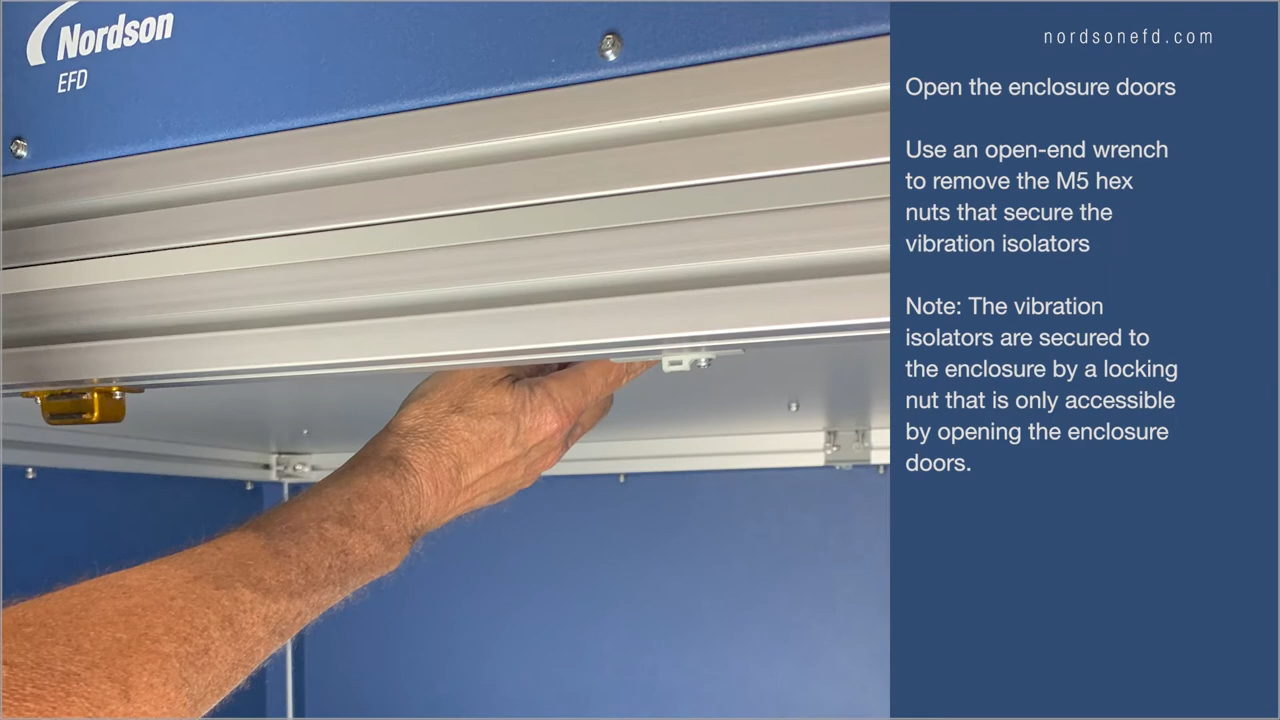 Nordson
EFD
nordsonefd.com
Open the enclosure doors
Use an open-end wrench
to remove the M5 hex
nuts that secure the
vibration isolators
Note: The vibration
isolators are secured to
the enclosure by a locking
nut that is only accessible
by opening the enclosure
doors.